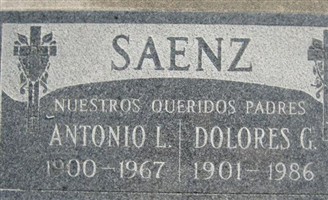 SAENZ
NUESTROS QUERIDOS PADRES
ANTONIO L. DOLORES G.
1900-1967 1901-1986